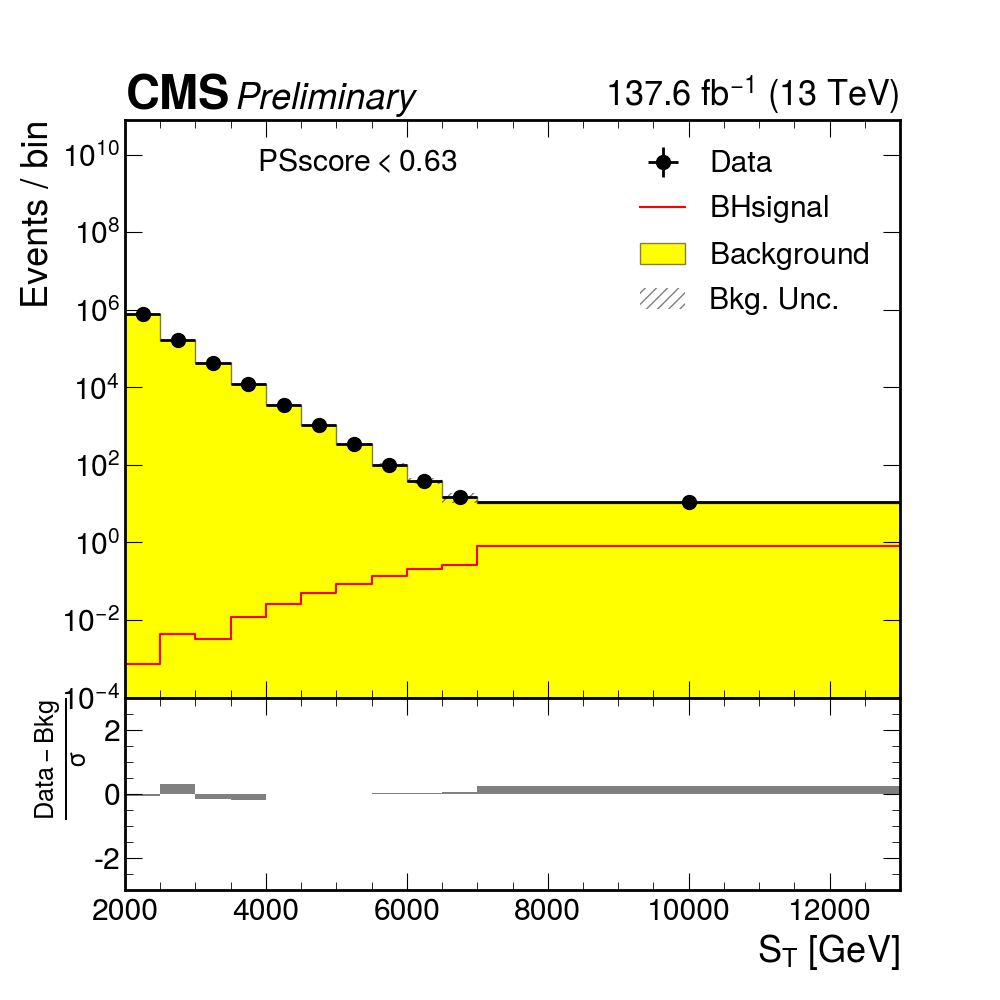 CMS Preliminary 137.6 fb⁻¹ (13 TeV)
Events / bin
PSscore < 0.63
Data
BHsignal
Background
Bkg. Unc.
10¹⁰
10⁸
10⁶
10⁴
10²
10⁰
10⁻²
10⁻⁴
Data – Bkg
σ
2
0
-2
2000 4000 6000 8000 10000 12000
S_T [GeV]